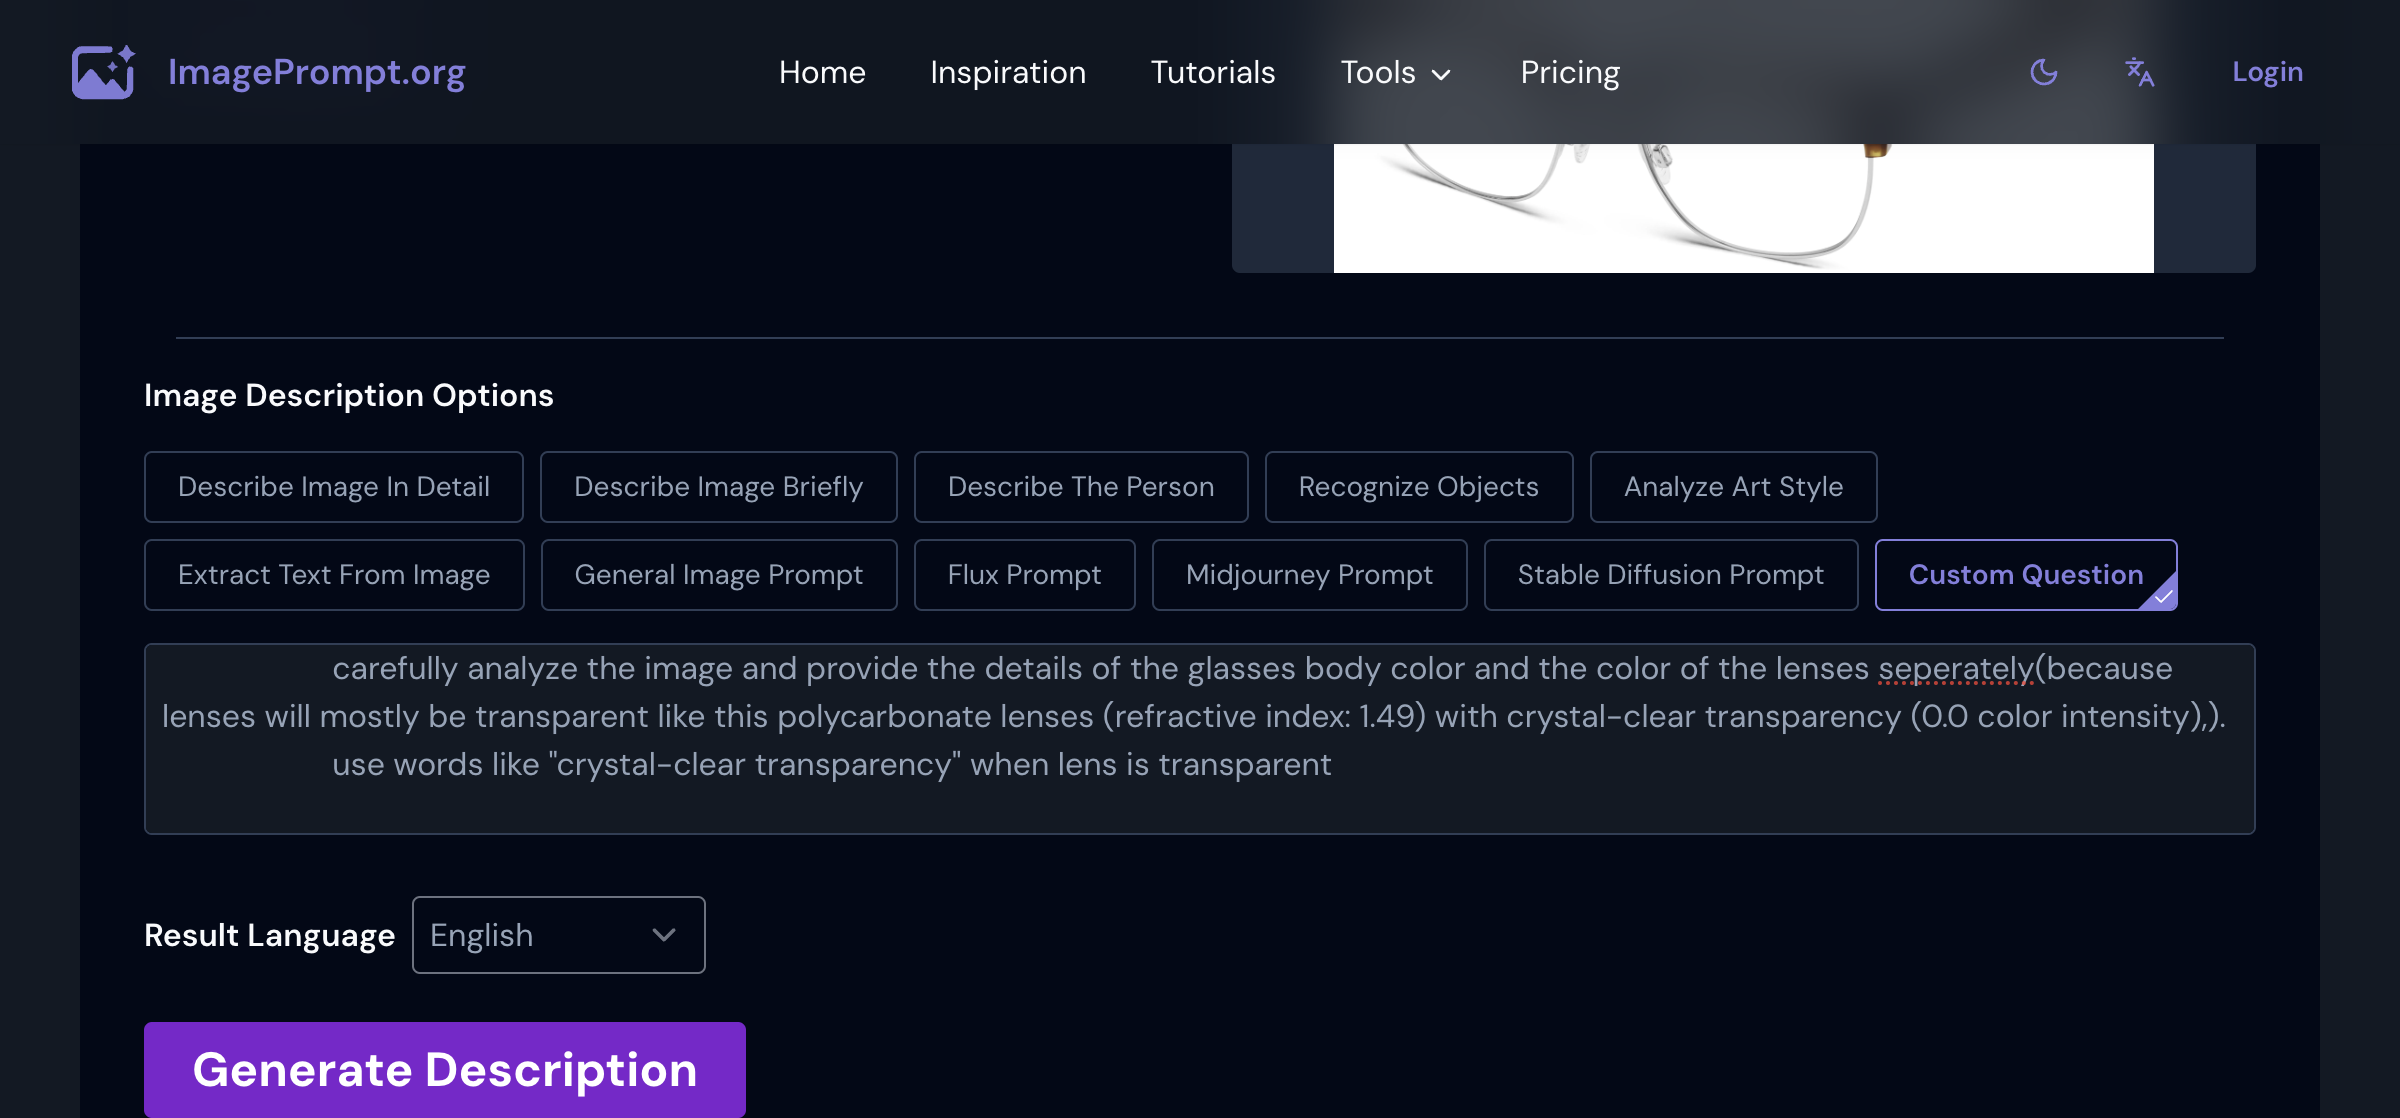 ImagePrompt.org
Home Inspiration Tutorials Tools Pricing
Login
Image Description Options
Describe Image In Detail Describe Image Briefly Describe The Person Recognize Objects Analyze Art Style
Extract Text From Image General Image Prompt Flux Prompt Midjourney Prompt Stable Diffusion Prompt Custom Question
carefully analyze the image and provide the details of the glasses body color and the color of the lenses seperately(because
lenses will mostly be transparent like this polycarbonate lenses (refractive index: 1.49) with crystal-clear transparency (0.0 color intensity),).
use words like "crystal-clear transparency" when lens is transparent
Result Language English
Generate Description